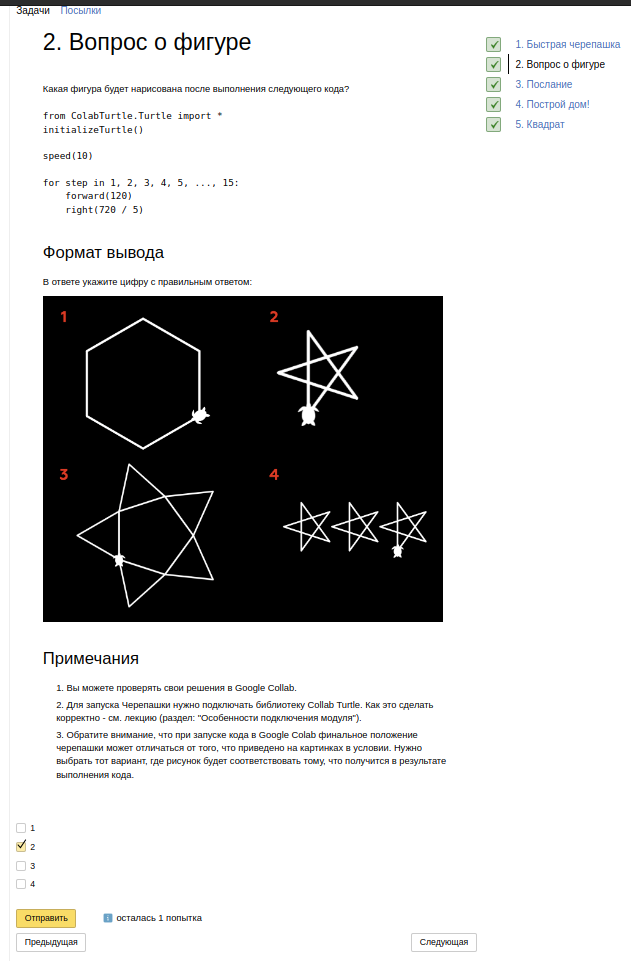 Задачи Посылки
2. Вопрос о фигуре
1. Быстрая черепашка
2. Вопрос о фигуре
3. Послание
4. Построй дом!
5. Квадрат
Какая фигура будет нарисована после выполнения следующего кода?
from ColabTurtle.Turtle import *
initializeTurtle()
speed(10)
for step in 1, 2, 3, 4, 5, ..., 15:
forward(120)
right(720 / 5)
Формат вывода
В ответе укажите цифру с правильным ответом:
1
2
3
4
Примечания
1. Вы можете проверять свои решения в Google Collab.
2. Для запуска Черепашки нужно подключать библиотеку Collab Turtle. Как это сделать
корректно - см. лекцию (раздел: "Особенности подключения модуля").
3. Обратите внимание, что при запуске кода в Google Colab финальное положение
черепашки может отличаться от того, что приведено на картинках в условии. Нужно
выбрать тот вариант, где рисунок будет соответствовать тому, что получится в результате
выполнения кода.
1
2
3
4
Отправить
осталась 1 попытка
Предыдущая
Следующая